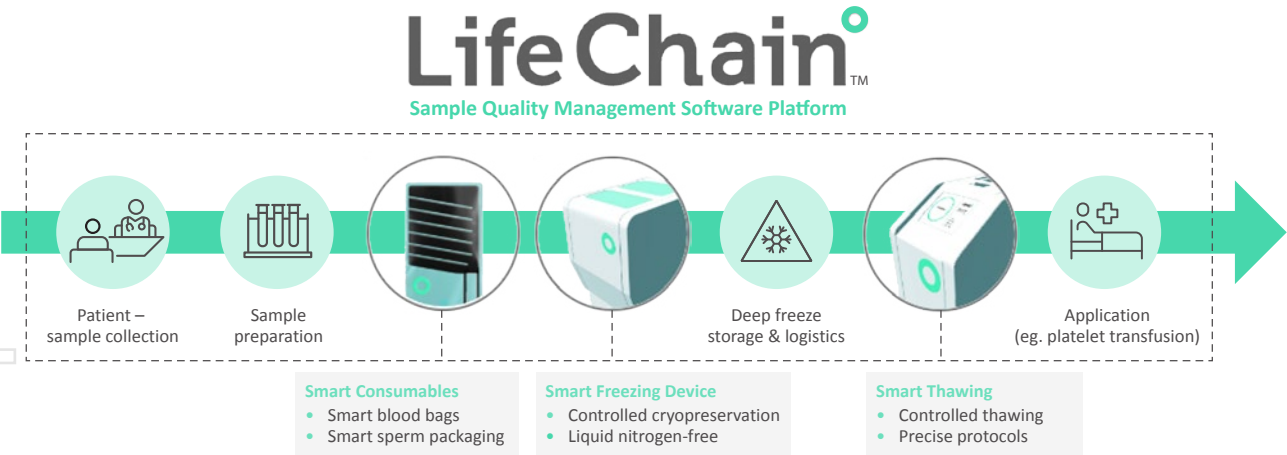 LifeChain
TM
Sample Quality Management Software Platform
Patient –
sample collection
Sample
preparation
Deep freeze
storage & logistics
Application
(eg. platelet transfusion)
Smart Consumables
• Smart blood bags
• Smart sperm packaging
Smart Freezing Device
• Controlled cryopreservation
• Liquid nitrogen-free
Smart Thawing
• Controlled thawing
• Precise protocols